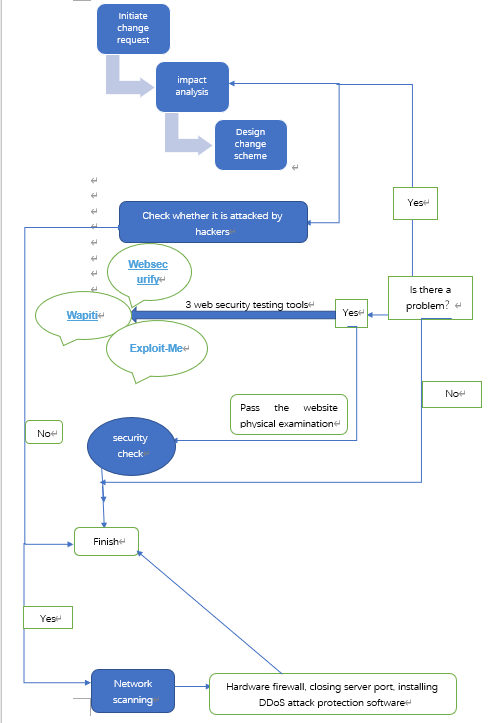 Initiate
change
request
impact
analysis
Design
change
scheme
Yes
Check whether it is attacked by
hackers
Websec
urify
Is there a
problem?
3 web security testing tools
Yes
Wapiti
Exploit-Me
No
Pass the website
physical examination
No
security
check
Finish
Yes
Network
scanning
Hardware firewall, closing server port, installing
DDoS attack protection software